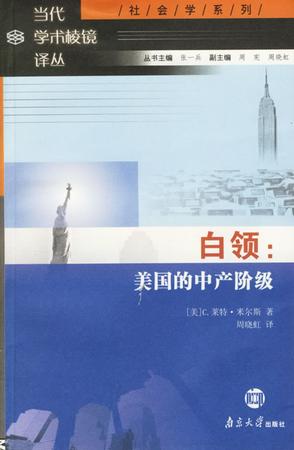 当代
学术棱镜
译丛
/社/会/学/系/列/
丛书主编 张一兵 副主编 周宪 周晓虹
白领：
美国的中产阶级
[美]C.莱特·米尔斯 著
周晓虹 译
南京大学出版社